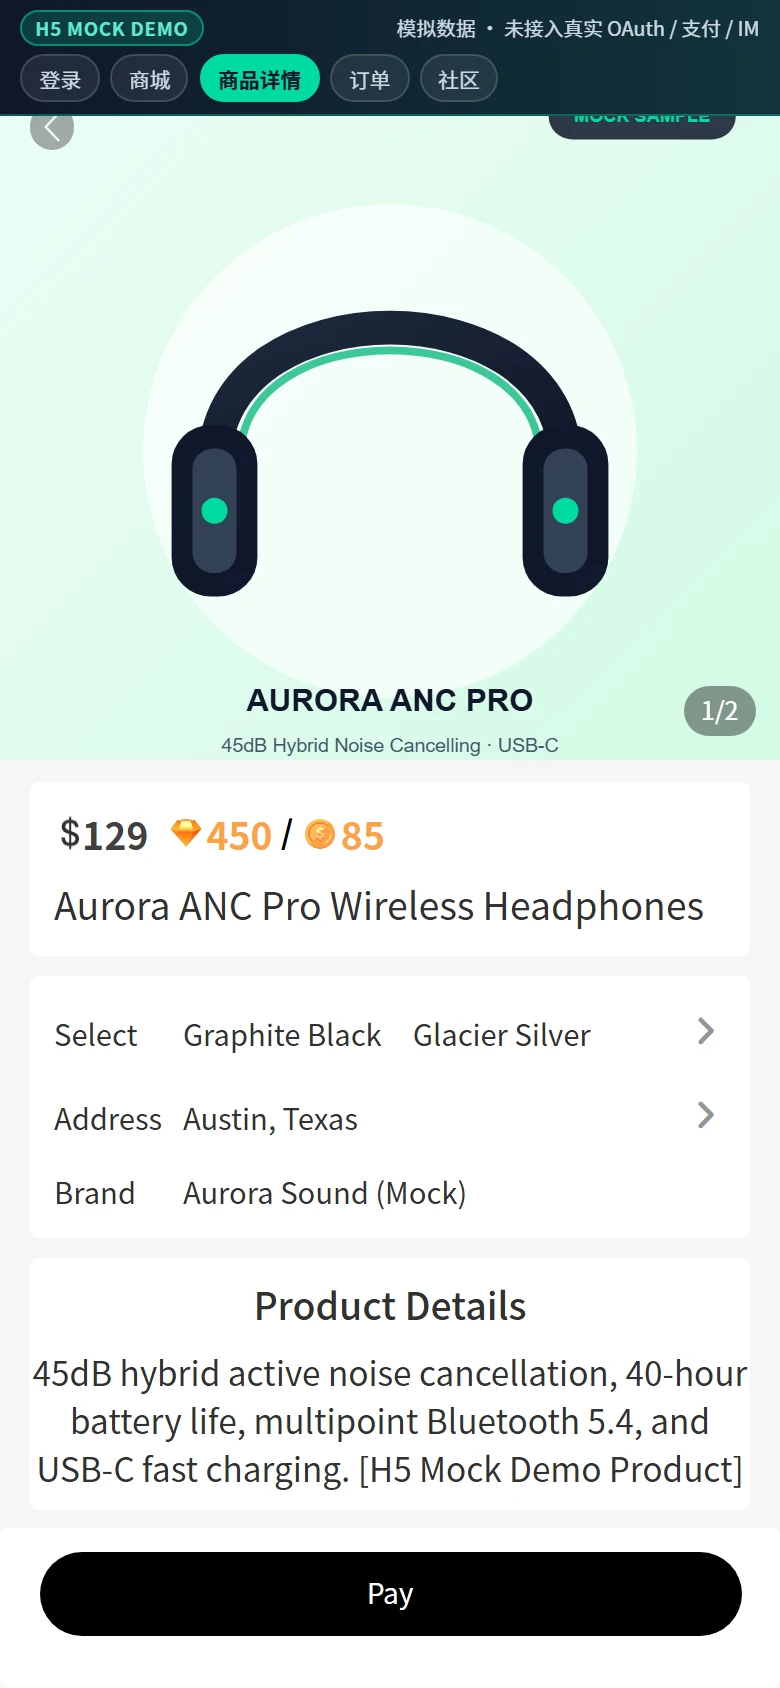 H5 MOCK DEMO
模拟数据 • 未接入真实 OAuth / 支付 / IM
登录 商城 商品详情 订单 社区
MOCK SAMPLE
AURORA ANC PRO
45dB Hybrid Noise Cancelling · USB-C
1/2
$129 450 / 85
Aurora ANC Pro Wireless Headphones
Select Graphite Black Glacier Silver
Address Austin, Texas
Brand Aurora Sound (Mock)
Product Details
45dB hybrid active noise cancellation, 40-hour
battery life, multipoint Bluetooth 5.4, and
USB-C fast charging. [H5 Mock Demo Product]
Pay